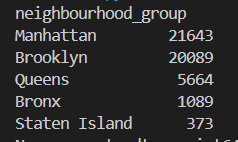 neighbourhood_group
Manhattan 21643
Brooklyn 20089
Queens 5664
Bronx 1089
Staten Island 373